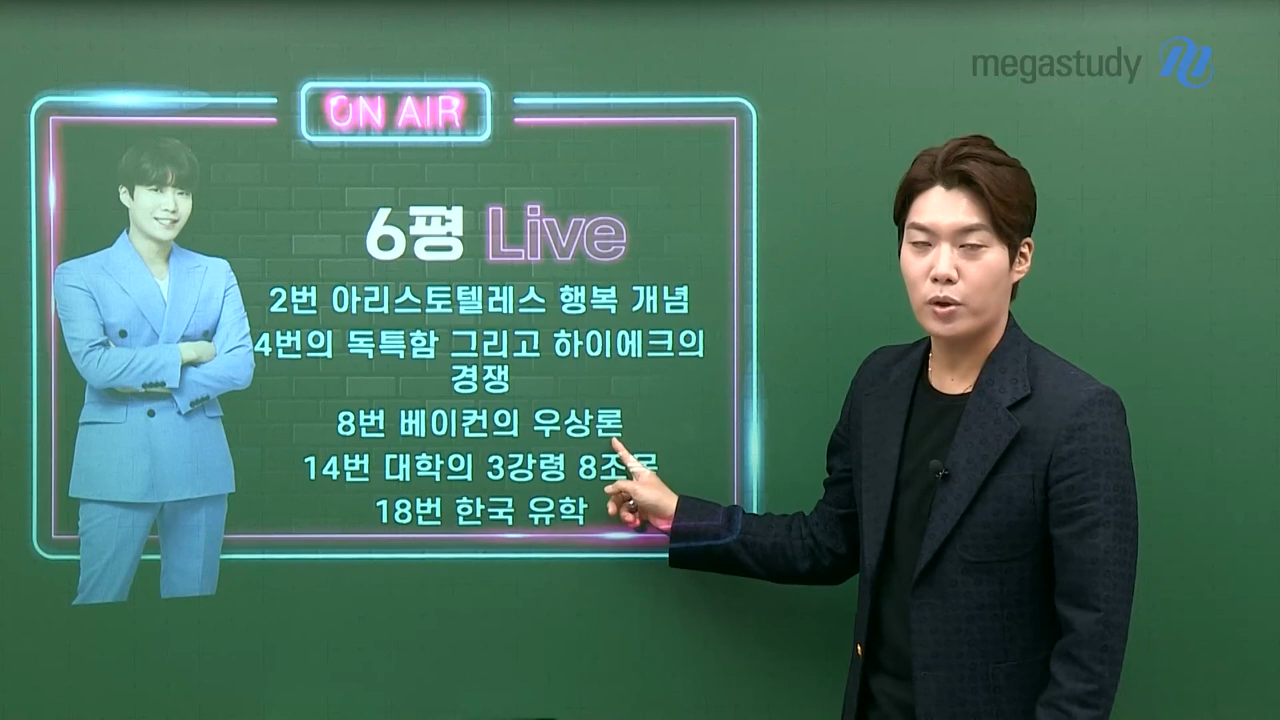 megastudy
ON AIR
6평 Live
2번 아리스토텔레스 행복 개념
4번의 독특함 그리고 하이에크의
경쟁
8번 베이컨의 우상론
14번 대학의 3강령 8조목
18번 한국 유학